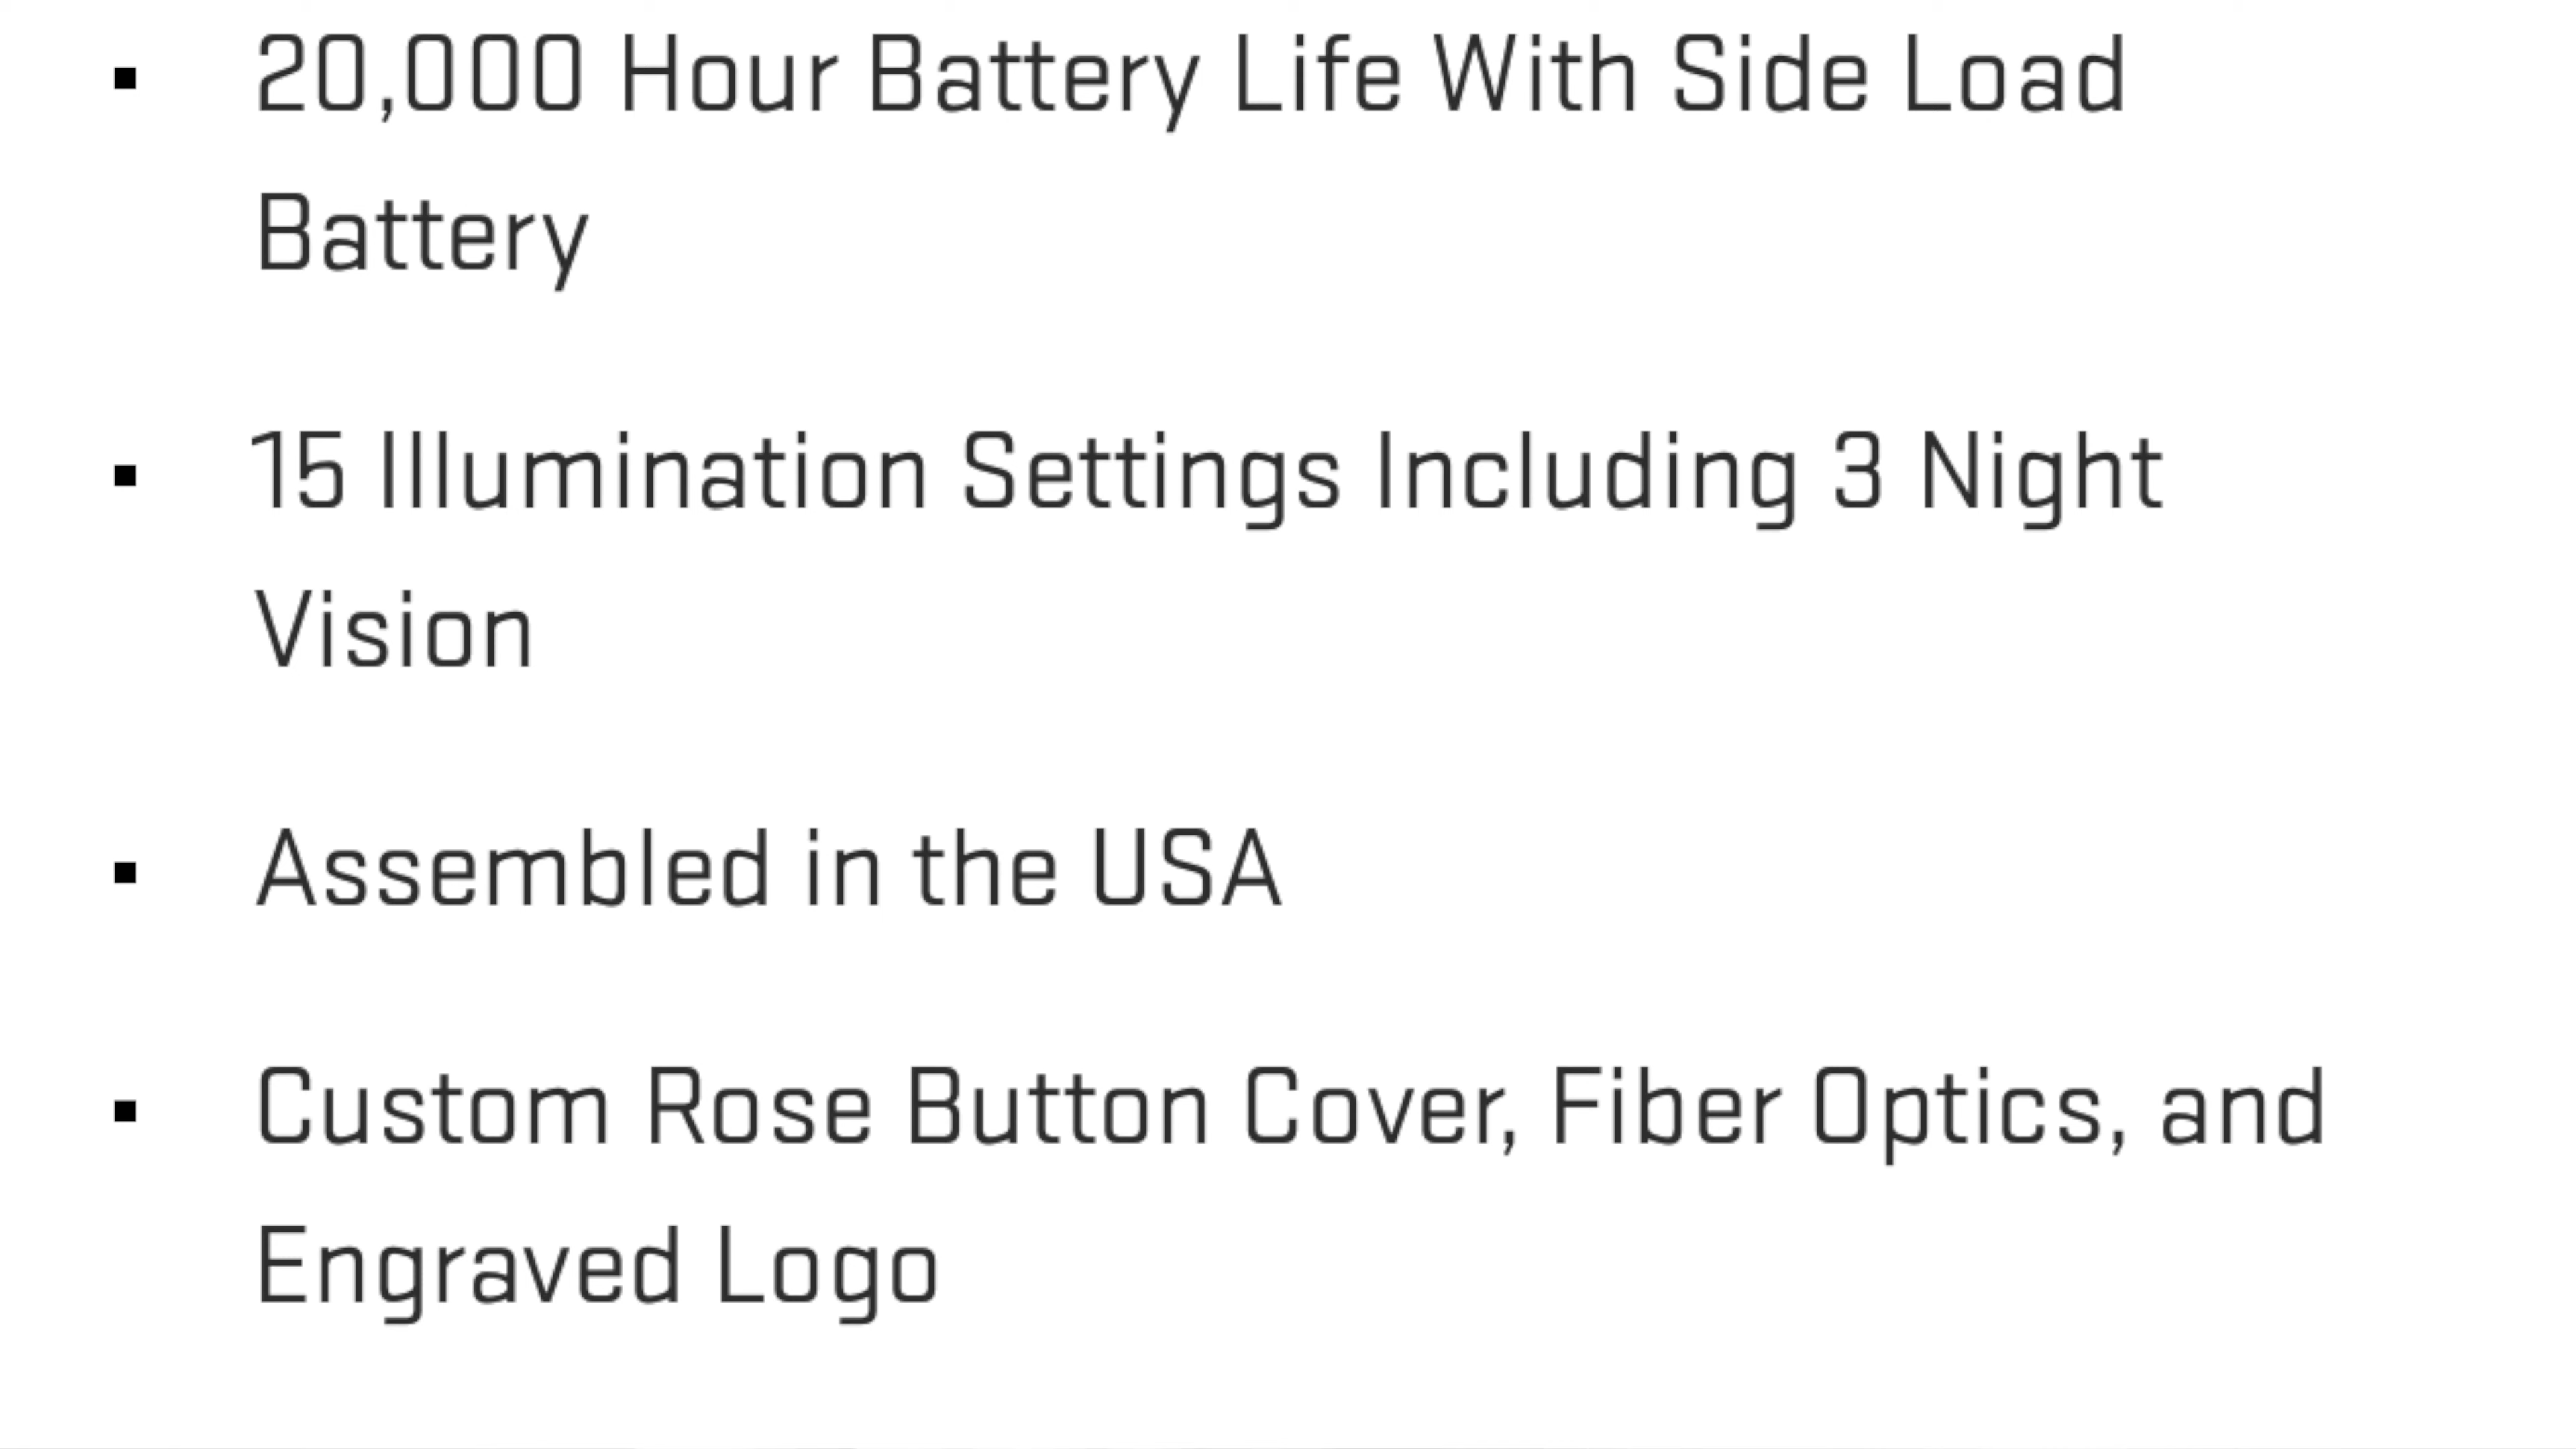 ▪ 20,000 Hour Battery Life With Side Load
Battery
▪ 15 Illumination Settings Including 3 Night
Vision
▪ Assembled in the USA
▪ Custom Rose Button Cover, Fiber Optics, and
Engraved Logo